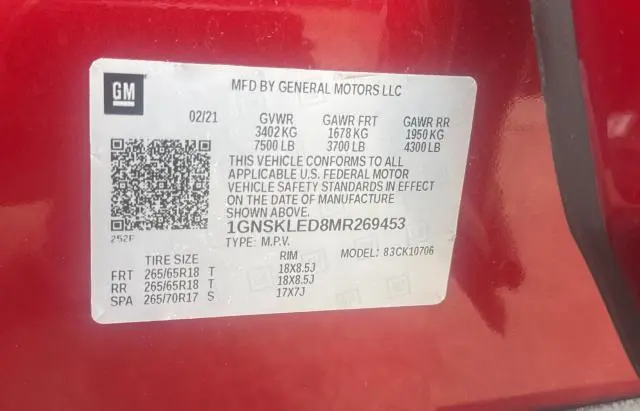 GM
MFD BY GENERAL MOTORS LLC
02/21 GVWR GAWR FRT GAWR RR
3402 KG 1678 KG 1950 KG
7500 LB 3700 LB 4300 LB
THIS VEHICLE CONFORMS TO ALL
APPLICABLE U.S. FEDERAL MOTOR
VEHICLE SAFETY STANDARDS IN EFFECT
ON THE DATE OF MANUFACTURE
SHOWN ABOVE.
1GNSKLED8MR269453
252F
TYPE: M.P.V. MODEL: 83CK10706
TIRE SIZE RIM
FRT 265/65R18 T 18X8.5J
RR 265/65R18 T 18X8.5J
SPA 265/70R17 S 17X7J